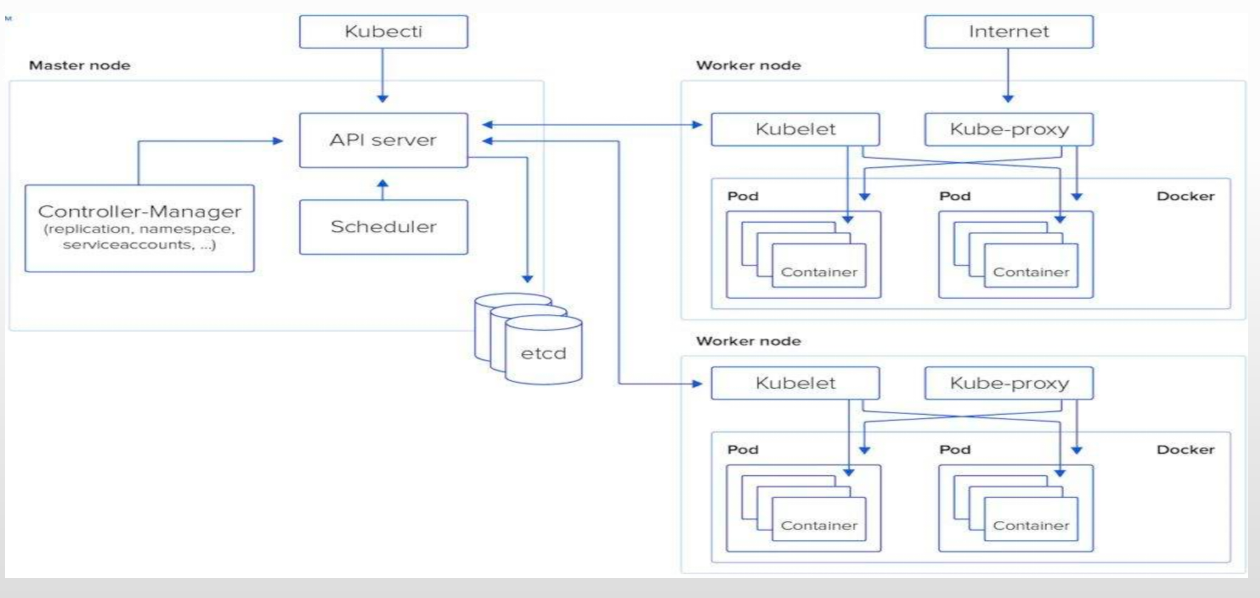 Kubecti
Internet
Master node
Worker node
API server
Kubelet
Kube-proxy
Controller-Manager
(replication, namespace,
serviceaccounts, ...)
Scheduler
Pod
Pod
Docker
Container
Container
etcd
Worker node
Kubelet
Kube-proxy
Pod
Pod
Docker
Container
Container